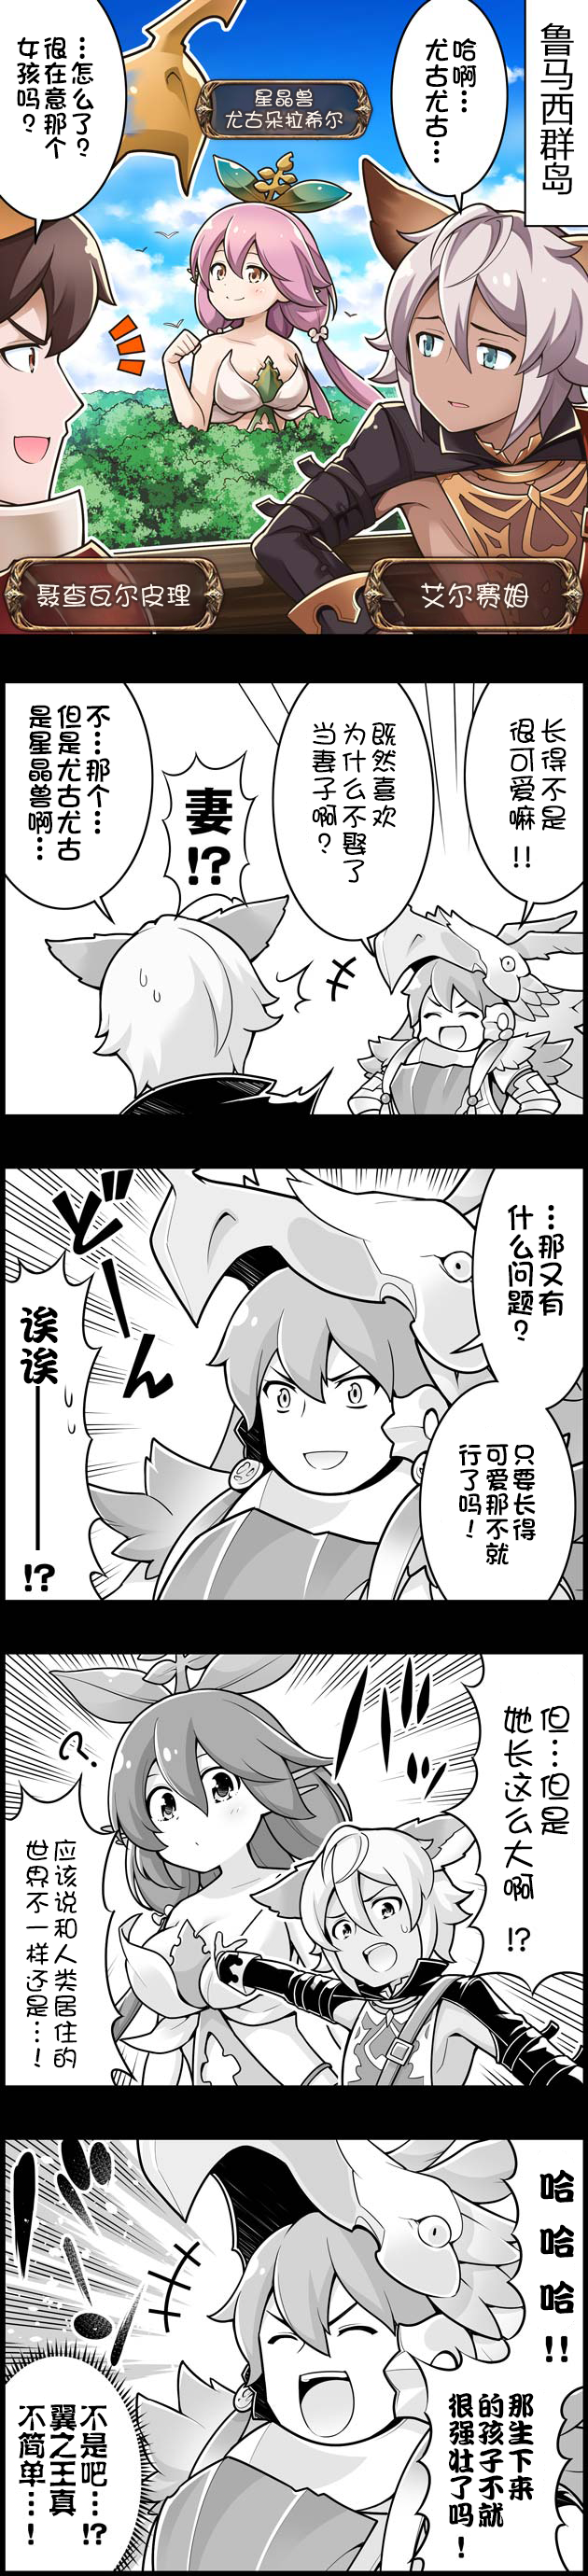 鲁马西群岛
哈啊…
尤古尤古…
星晶兽
尤古朵拉希尔
…怎么了?
很在意那个
女孩吗?
艾尔赛姆
聂查瓦尔皮理
长得不是
很可爱嘛!!
既然喜欢
为什么不娶了
当妻子啊?
妻!?
不…那个…
但是尤古尤古
是星晶兽啊…
…那又有
什么问题?
只要长得
可爱那不就
行了吗!
どん
诶诶——!?
但…但是
她长这么大啊!?
?
应该说和人类居住的
世界不一样还是…!
哈哈哈!!
那生下来
的孩子不就
很强壮了吗!
不是吧…!?
翼之王真
不简单…!